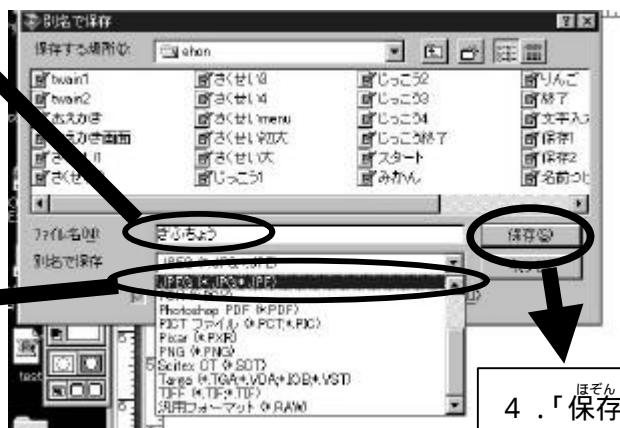 別名で保存
保存する場所(I): ehon
twain1 さくせい3 じっこう2 りんご
twain2 さくせい4 じっこう3 終了
おえかき さくせいmenu じっこう4
えかき画面 さくせい初大 じっこう終了 保存1
さくせい大 スタート 保存2
じっこう1 みかん
ファイル名(N): ぎふちょう 保存(S)
別名で保存
JPEG (*.JPG;*.JPE)
Photoshop PDF (*.PDF)
PICT ファイル (*.PCT;*.PIC)
Pixar (*.PXR)
PNG (*.PNG)
Scitex CT (*.SCT)
Targa (*.TGA;*.VDA;*.ICB;*.VST)
TIFF (*.TIF;*.TIF)
汎用フォーマット (*.RAW)
test
ほぞん
4.「保存